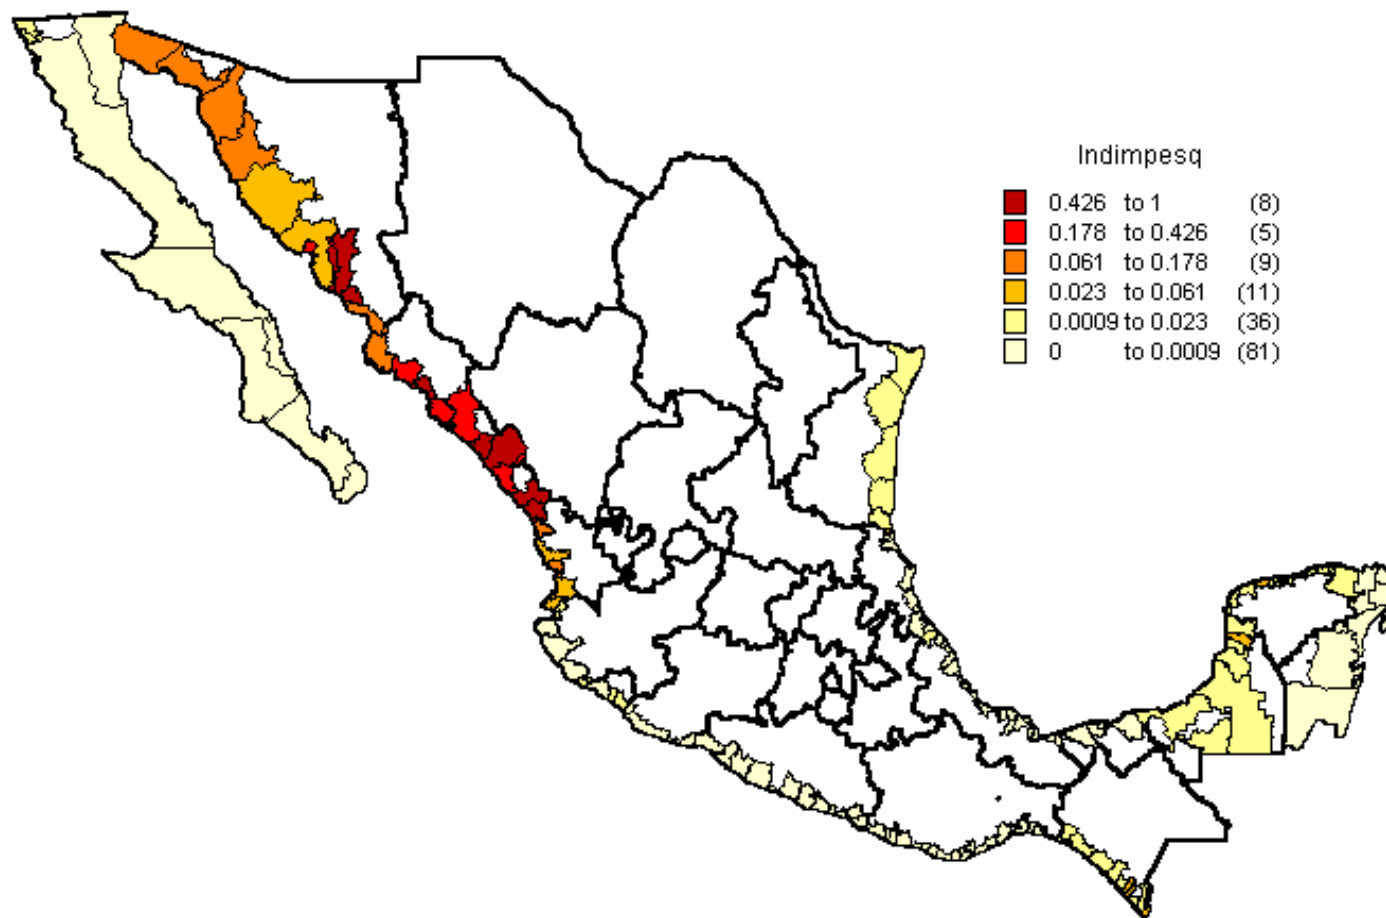 Indimpesq
0.426 to 1 (8)
0.178 to 0.426 (5)
0.061 to 0.178 (9)
0.023 to 0.061 (11)
0.0009 to 0.023 (36)
0 to 0.0009 (81)